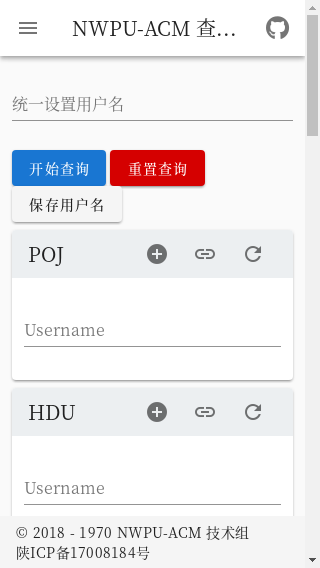 NWPU-ACM 查...
统一设置用户名
开始查询
重置查询
保存用户名
POJ
Username
HDU
Username
© 2018 - 1970 NWPU-ACM 技术组
陕ICP备17008184号